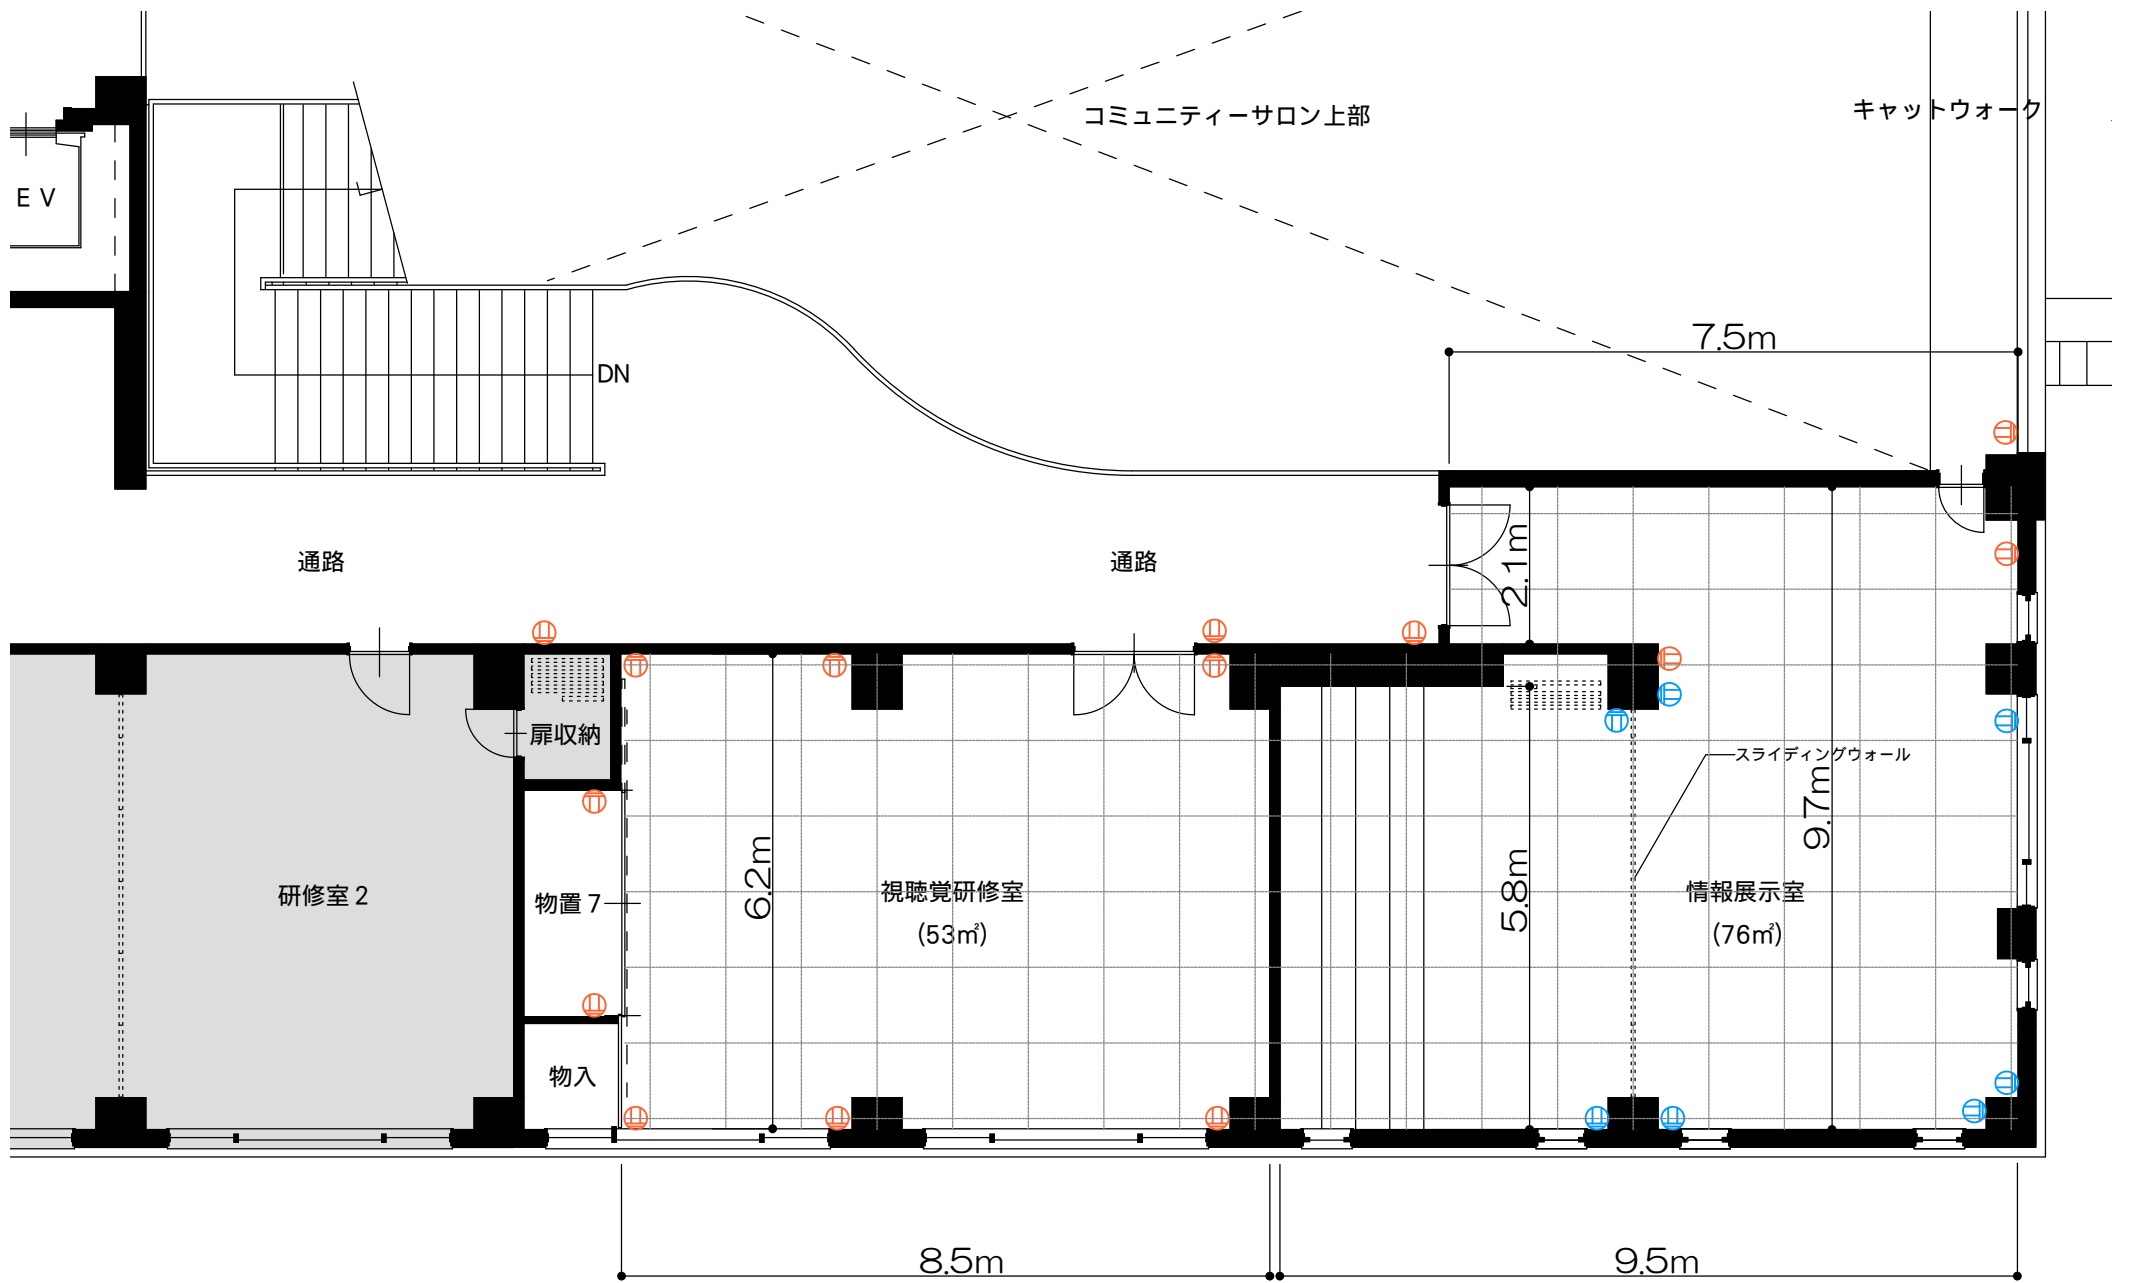 コミュニティーサロン上部
キャットウォーク
E V
7.5m
DN
通路
通路
2.1m
扉収納
スライディングウォール
9.7m
6.2m
5.8m
研修室 2
物置 7
視聴覚研修室
(53㎡)
情報展示室
(76㎡)
物入
8.5m
9.5m